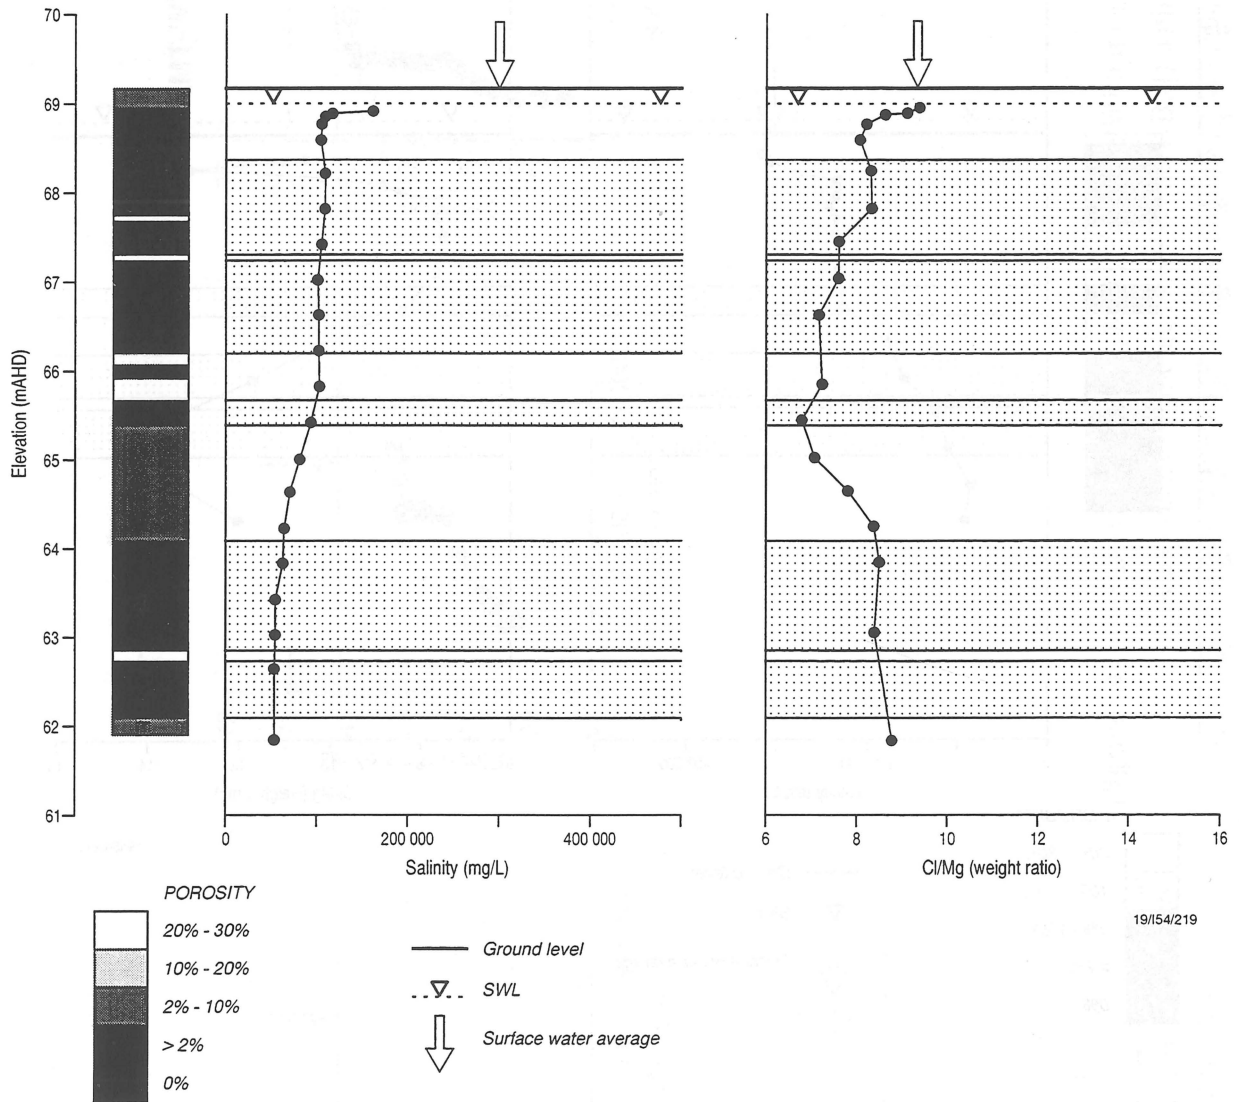 70
69
68
67
66
65
64
63
62
61
Elevation (mAHD)
0
200 000
400 000
Salinity (mg/L)
6
8
10
12
14
16
Cl/Mg (weight ratio)
19/I54/219
POROSITY
20% - 30%
10% - 20%
2% - 10%
> 2%
0%
Ground level
SWL
Surface water average